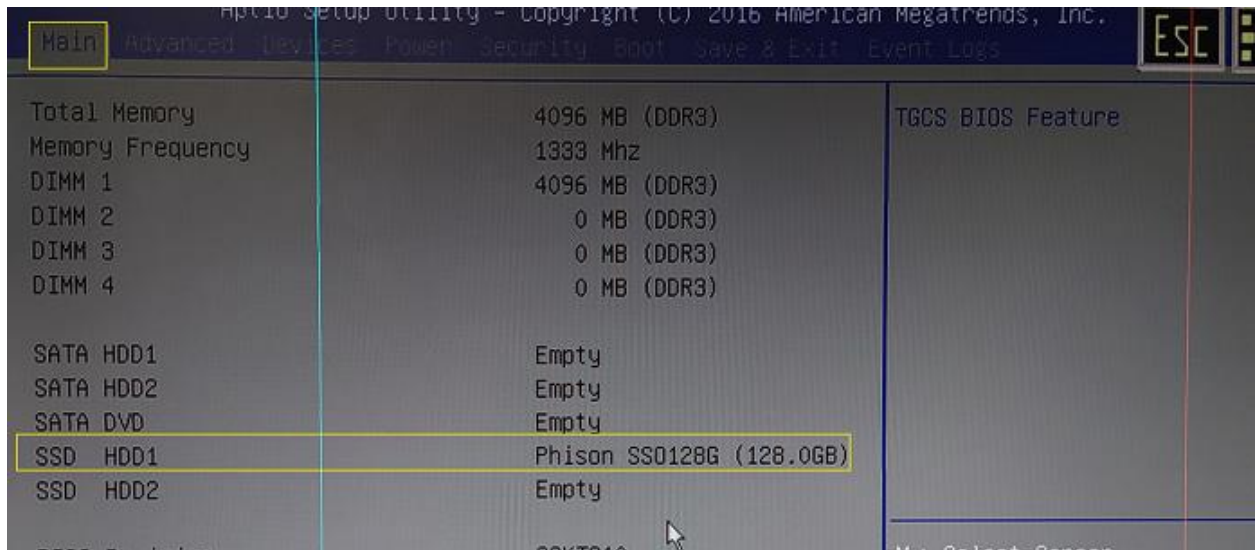 Aptio Setup Utility – Copyright (C) 2016 American Megatrends, Inc.
Main Advanced Devices Power Security Boot Save & Exit Event Logs
Esc
Total Memory 4096 MB (DDR3)
TGCS BIOS Feature
Memory Frequency 1333 Mhz
DIMM 1 4096 MB (DDR3)
DIMM 2 0 MB (DDR3)
DIMM 3 0 MB (DDR3)
DIMM 4 0 MB (DDR3)
SATA HDD1 Empty
SATA HDD2 Empty
SATA DVD Empty
SSD HDD1 Phison SSD128G (128.0GB)
SSD HDD2 Empty